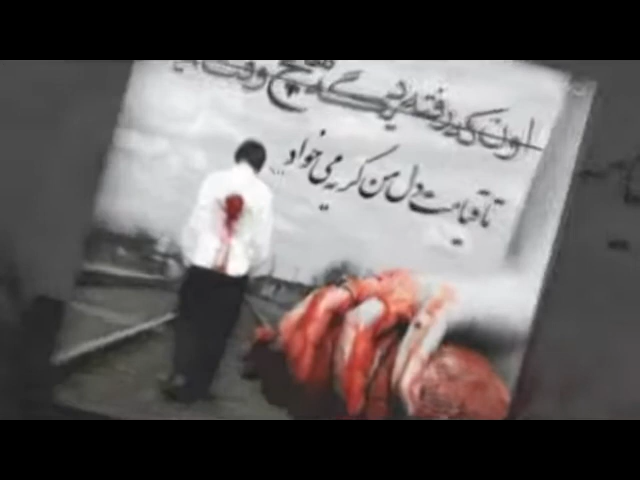 اون که رفته دیگه هیچ وقت
تا قیامت دل من گریه می خواد...